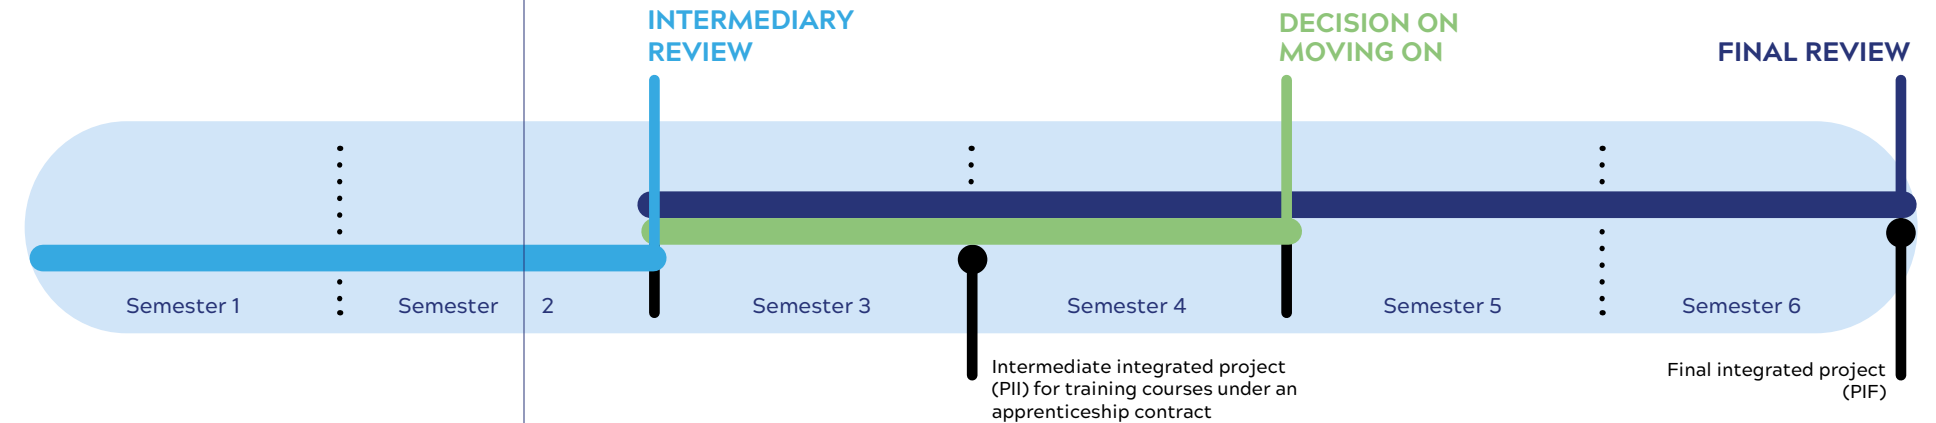 INTERMEDIARY
REVIEW
DECISION ON
MOVING ON
FINAL REVIEW
Semester 1
Semester 2
Semester 3
Semester 4
Semester 5
Semester 6
Intermediate integrated project
(PII) for training courses under an
apprenticeship contract
Final integrated project
(PIF)